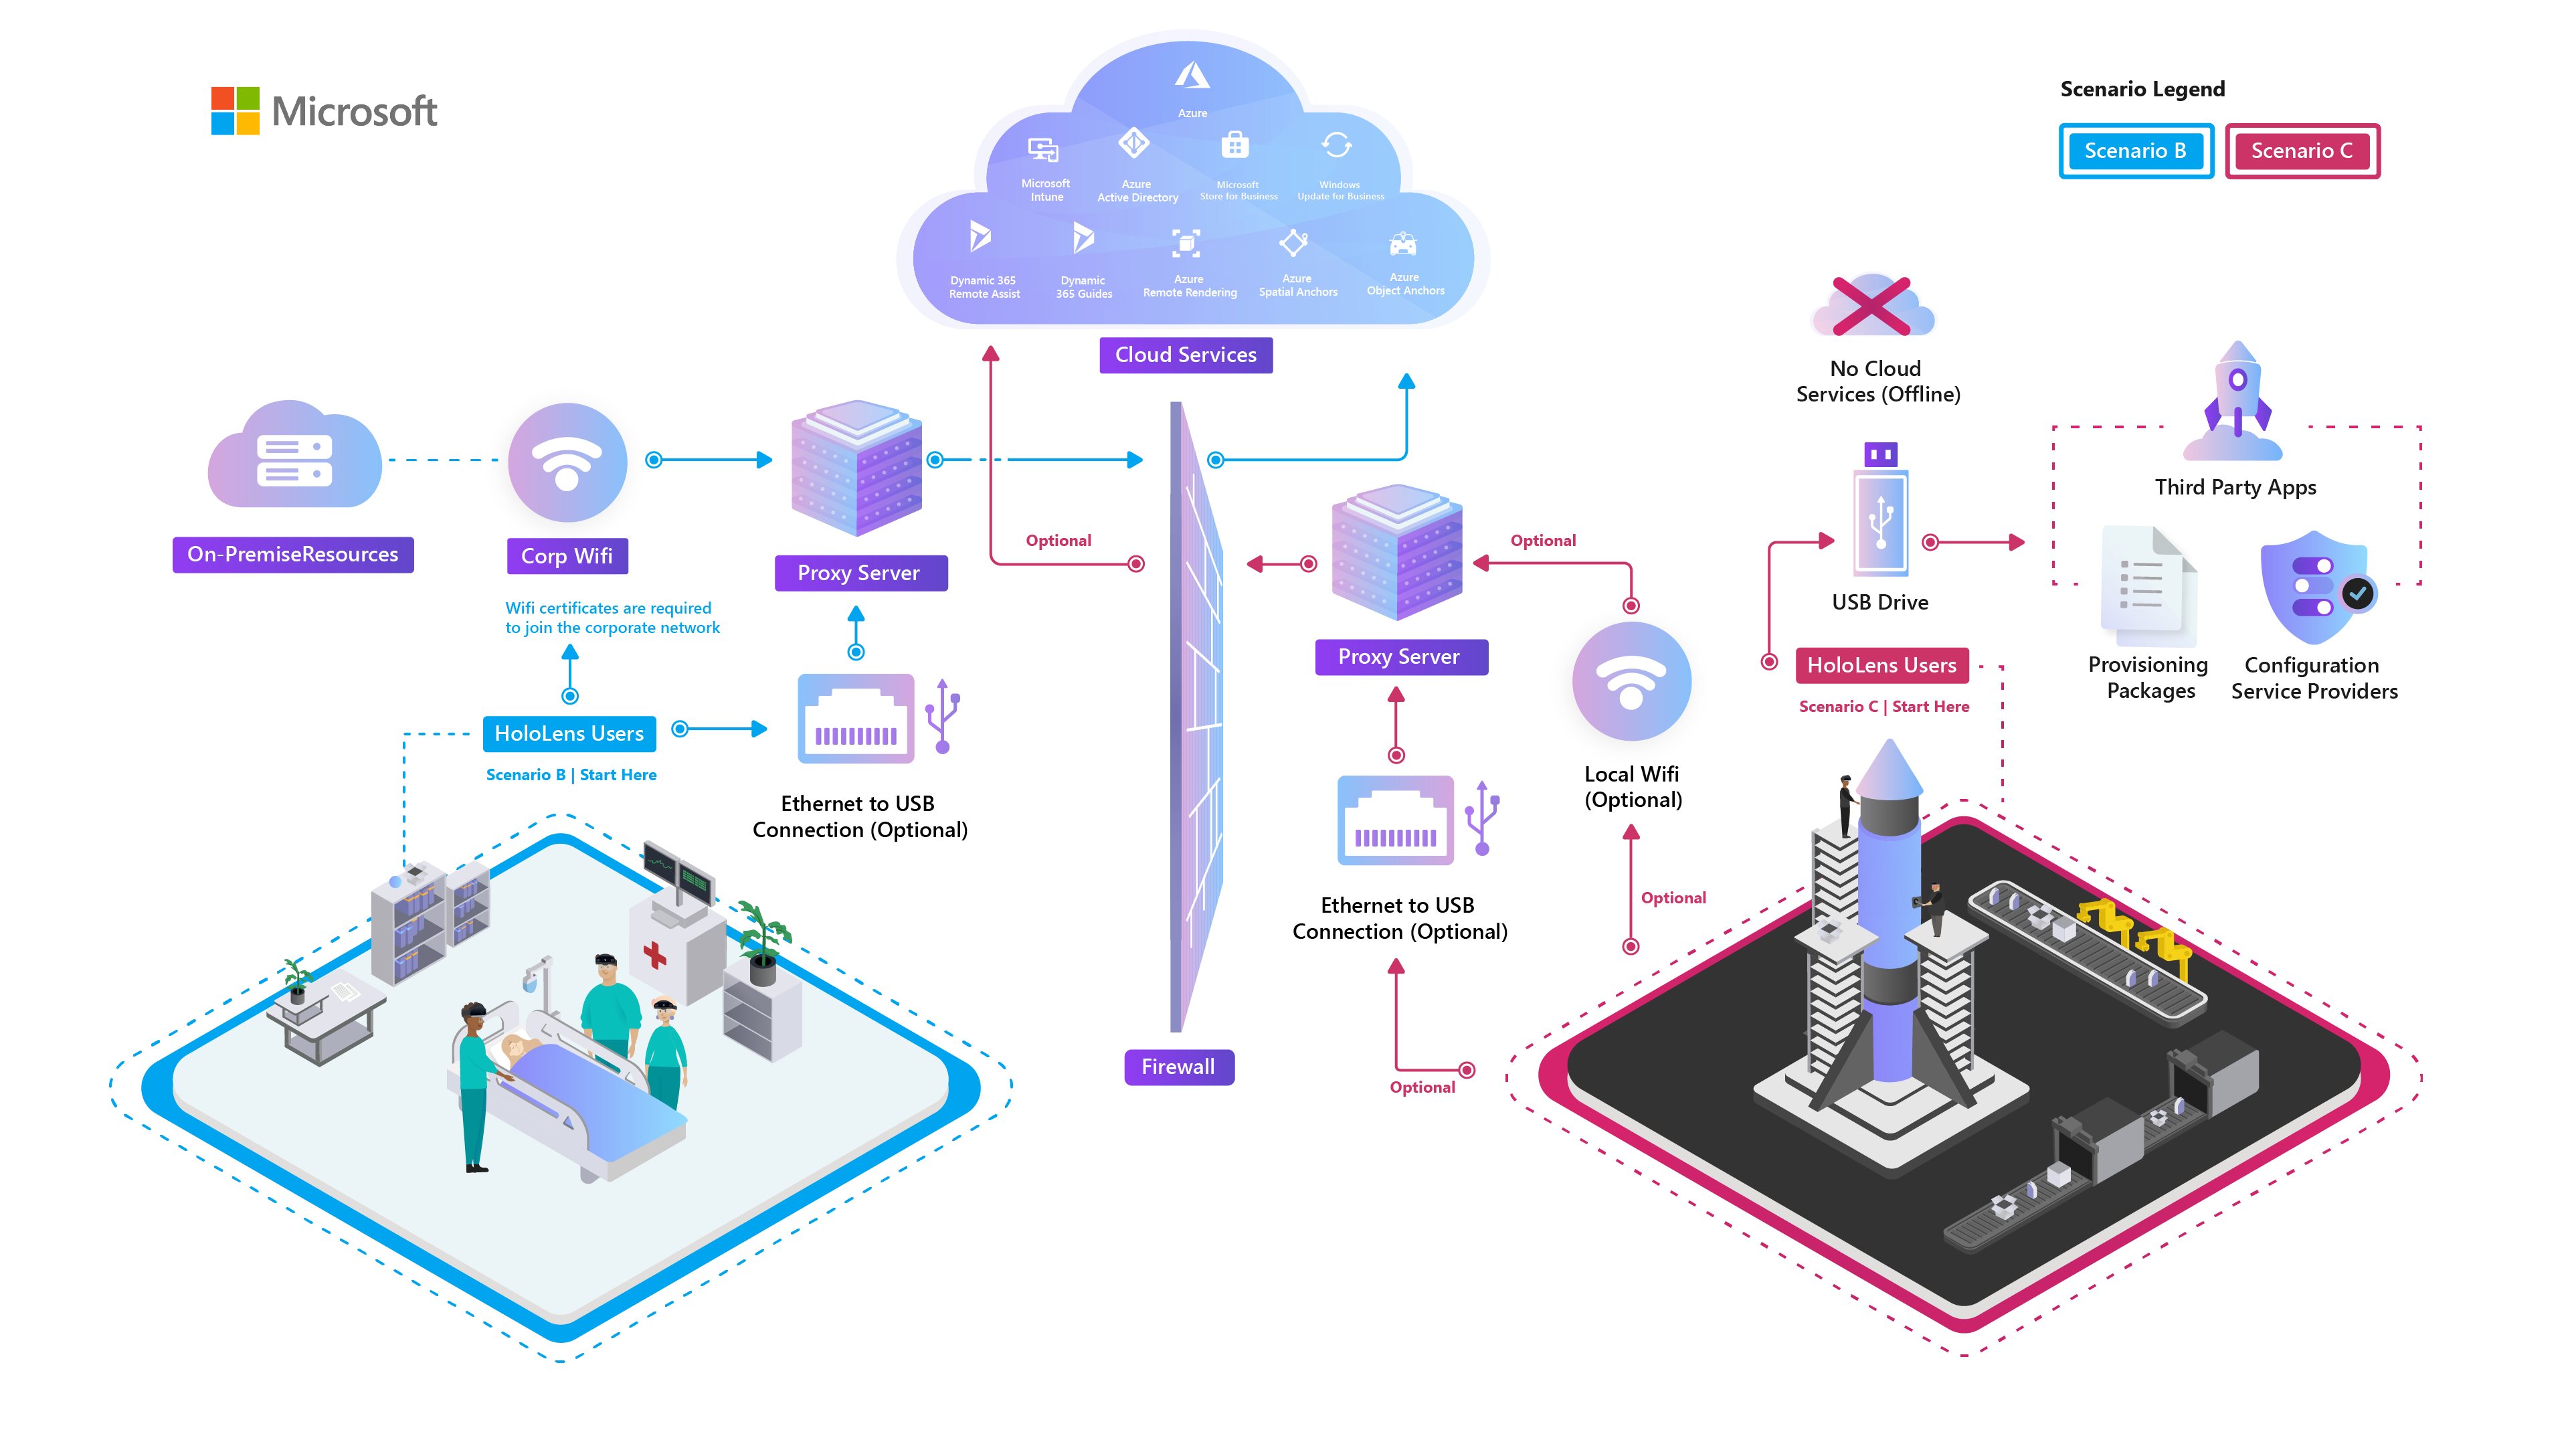 Microsoft
Azure
Microsoft
Intune
Azure
Active Directory
Microsoft
Store for Business
Windows
Update for Business
Dynamic 365
Remote Assist
Dynamic
365 Guides
Azure
Remote Rendering
Azure
Spatial Anchors
Azure
Object Anchors
Cloud Services
Scenario Legend
Scenario B
Scenario C
On-PremiseResources
Corp Wifi
Wifi certificates are required
to join the corporate network
Proxy Server
HoloLens Users
Scenario B | Start Here
Ethernet to USB
Connection (Optional)
Optional
Firewall
Proxy Server
Optional
Ethernet to USB
Connection (Optional)
Optional
Local Wifi
(Optional)
Optional
No Cloud
Services (Offline)
USB Drive
HoloLens Users
Scenario C | Start Here
Third Party Apps
Provisioning
Packages
Configuration
Service Providers